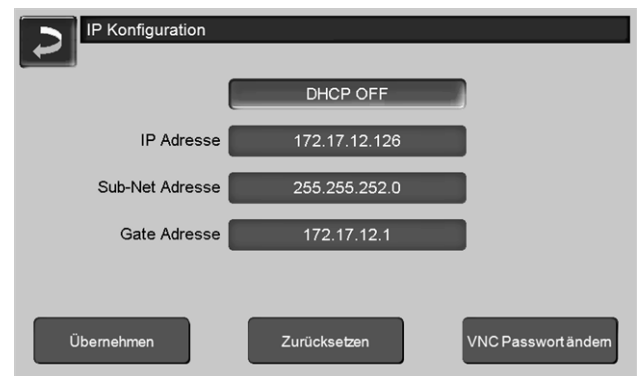 IP Konfiguration
DHCP OFF
IP Adresse 172.17.12.126
Sub-Net Adresse 255.255.252.0
Gate Adresse 172.17.12.1
Übernehmen Zurücksetzen VNC Passwort ändern